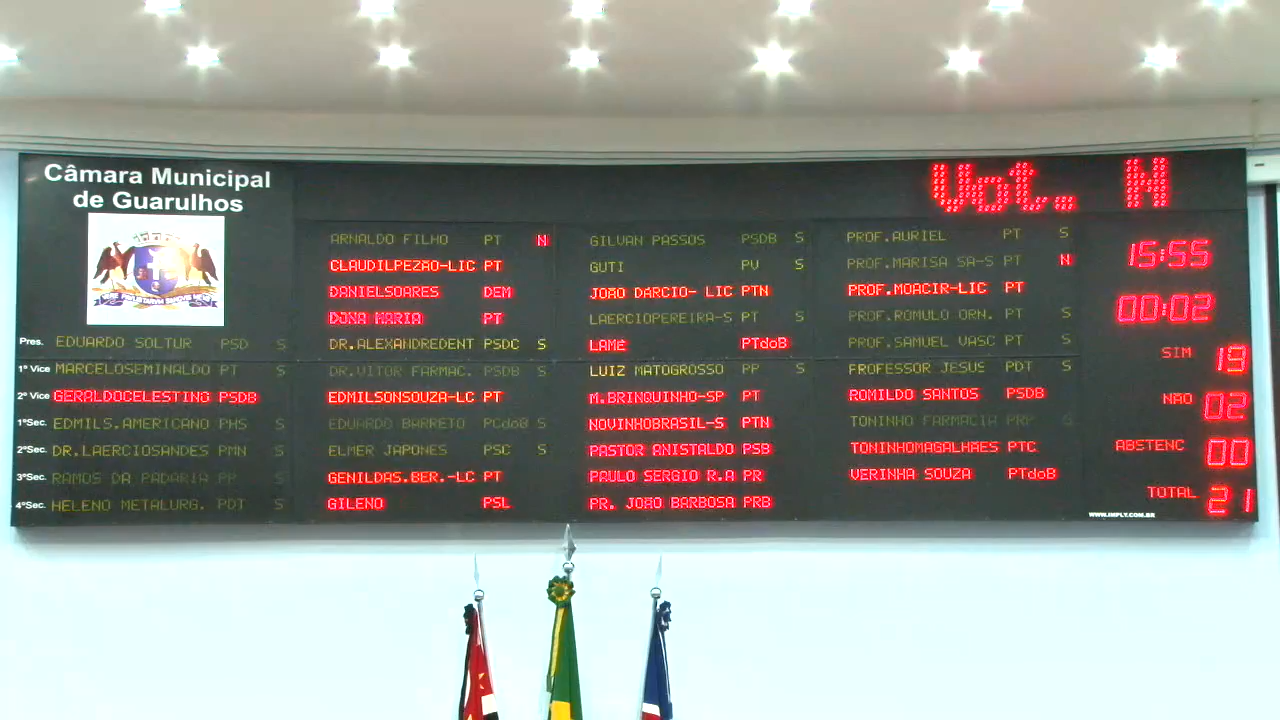 Câmara Municipal
de Guarulhos
Vot. N
15:55
00:02
Pres. EDUARDO SOLTUR PSD S
1º Vice MARCELOSEMINALDO PT S
2º Vice GERALDOCELESTINO PSDB
1ºSec. EDMILS.AMERICANO PHS S
2ºSec. DR.LAERCIOSANDES PMN S
3ºSec. RAMOS DA PADARIA PP S
4ºSec. HELENO METALURG. PDT S
ARNALDO FILHO PT N
CLAUDILPEZAO-LIC PT
DANIELSOARES DEM
DONA MARIA PT
DR.ALEXANDREDENT PSDC S
DR.VITOR FARMAC. PSDB S
EDMILSONSOUZA-LC PT
EDUARDO BARRETO PCdoB S
ELMER JAPONES PSC S
GENILDAS.BER.-LC PT
GILENO PSL
GILVAN PASSOS PSDB S
GUTI PV S
JOAO DARCIO- LIC PTN
LAERCIOPEREIRA-S PT S
LAME PTdoB
LUIZ MATOGROSSO PP S
M.BRINQUINHO-SP PT
NOVINHOBRASIL-S PTN
PASTOR ANISTALDO PSB
PAULO SERGIO R.A PR
PR. JOAO BARBOSA PRB
PROF.AURIEL PT S
PROF.MARISA SA-S PT N
PROF.MOACIR-LIC PT
PROF.ROMULO ORN. PT S
PROF.SAMUEL VASC PT S
PROFESSOR JESUS PDT S
ROMILDO SANTOS PSDB
TONINHO FARMACIA PRP
TONINHOMAGALHAES PTC
VERINHA SOUZA PTdoB
SIM 19
NAO 02
ABSTENC 00
TOTAL 21
WWW.IMPLY.COM.BR